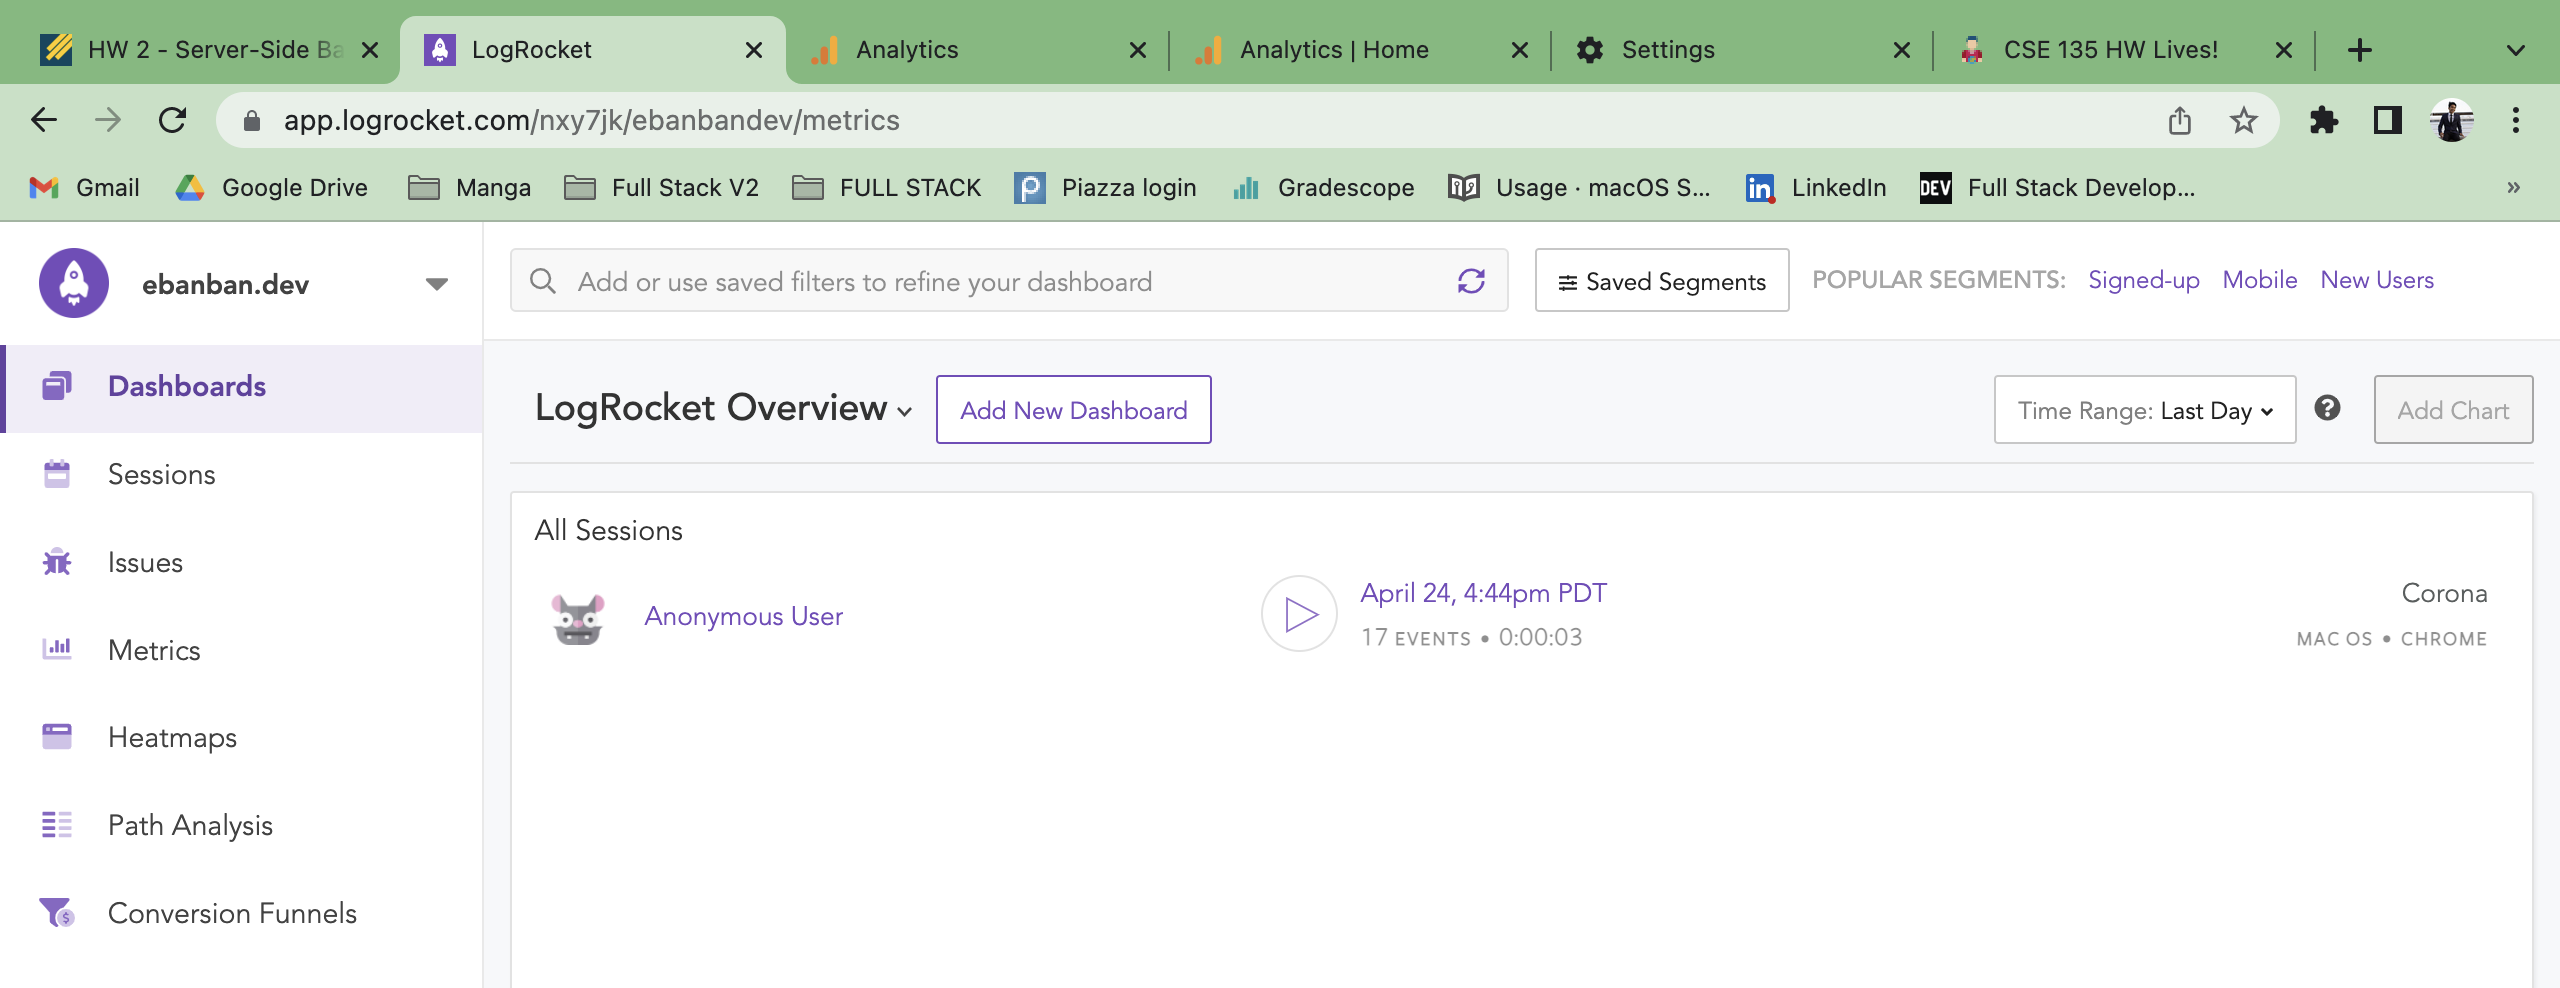 HW 2 - Server-Side Ba
LogRocket
Analytics
Analytics | Home
Settings
CSE 135 HW Lives!
app.logrocket.com/nxy7jk/ebanbandev/metrics
Gmail
Google Drive
Manga
Full Stack V2
FULL STACK
Piazza login
Gradescope
Usage · macOS S...
LinkedIn
DEV
Full Stack Develop...
ebanban.dev
Add or use saved filters to refine your dashboard
Saved Segments
POPULAR SEGMENTS: Signed-up Mobile New Users
Dashboards
Sessions
Issues
Metrics
Heatmaps
Path Analysis
Conversion Funnels
LogRocket Overview
Add New Dashboard
Time Range: Last Day
Add Chart
All Sessions
Anonymous User
April 24, 4:44pm PDT
17 EVENTS • 0:00:03
Corona
MAC OS • CHROME